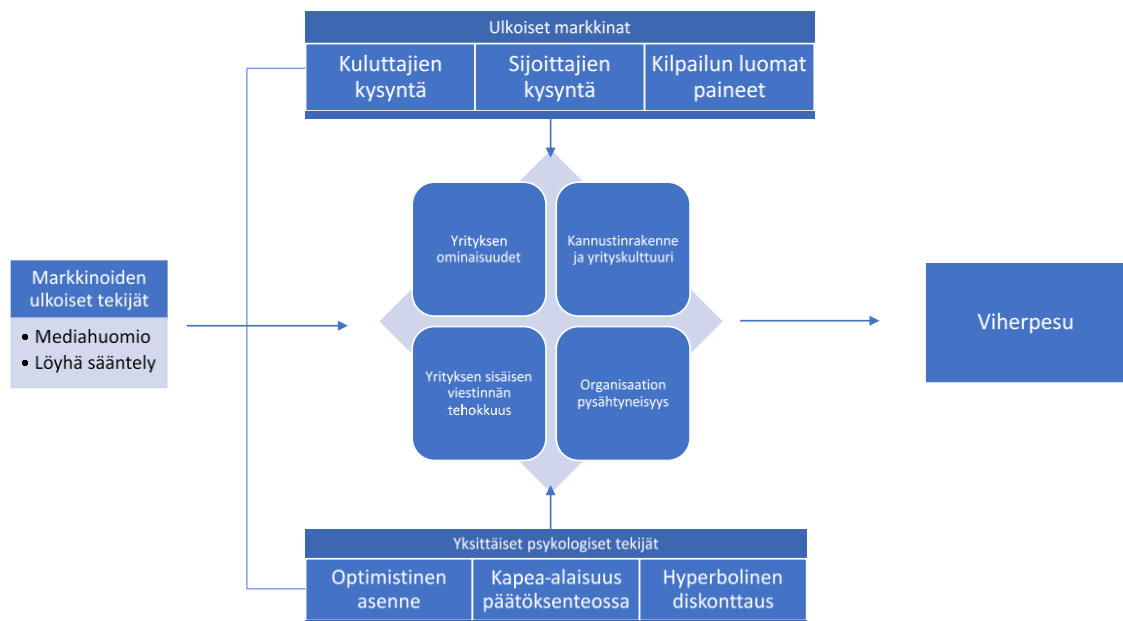 Ulkoiset markkinat
Kuluttajien
kysyntä
Sijoittajien
kysyntä
Kilpailun luomat
paineet
Yrityksen
ominaisuudet
Kannustinrakenne
ja yrityskulttuuri
Markkinoiden
ulkoiset tekijät
• Mediahuomio
• Löyhä sääntely
Viherpesu
Yrityksen sisäisen
viestinnän
tehokkuus
Organisaation
pysähtyneisyys
Yksittäiset psykologiset tekijät
Optimistinen
asenne
Kapea-alaisuus
päätöksenteossa
Hyperbolinen
diskonttaus